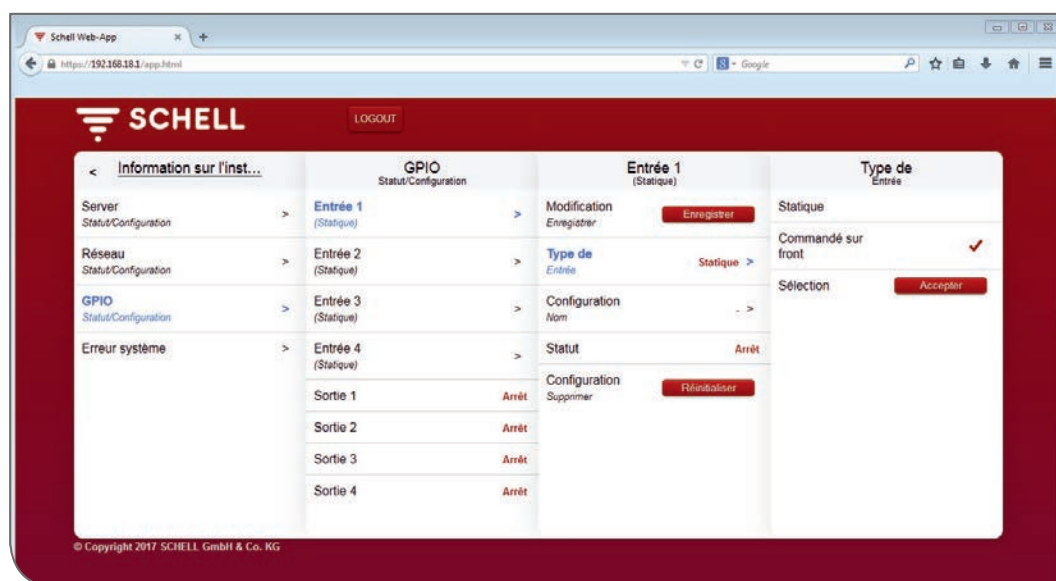 Schell Web-App
https://192.168.18.1/app.html
Google
SCHELL
LOGOUT
< Information sur l'inst...
Server
Statut/Configuration
>
Réseau
Statut/Configuration
>
GPIO
Statut/Configuration
>
Erreur système
>
GPIO
Statut/Configuration
Entrée 1
(Statique)
>
Entrée 2
(Statique)
>
Entrée 3
(Statique)
>
Entrée 4
(Statique)
>
Sortie 1 Arrêt
Sortie 2 Arrêt
Sortie 3 Arrêt
Sortie 4 Arrêt
Entrée 1
(Statique)
Modification
Enregistrer
Enregistrer
Type de
Entrée
Statique >
Configuration
Nom
- >
Statut Arrêt
Configuration
Supprimer
Réinitialiser
Type de
Entrée
Statique
Commandé sur
front
Sélection Accepter
© Copyright 2017 SCHELL GmbH & Co. KG